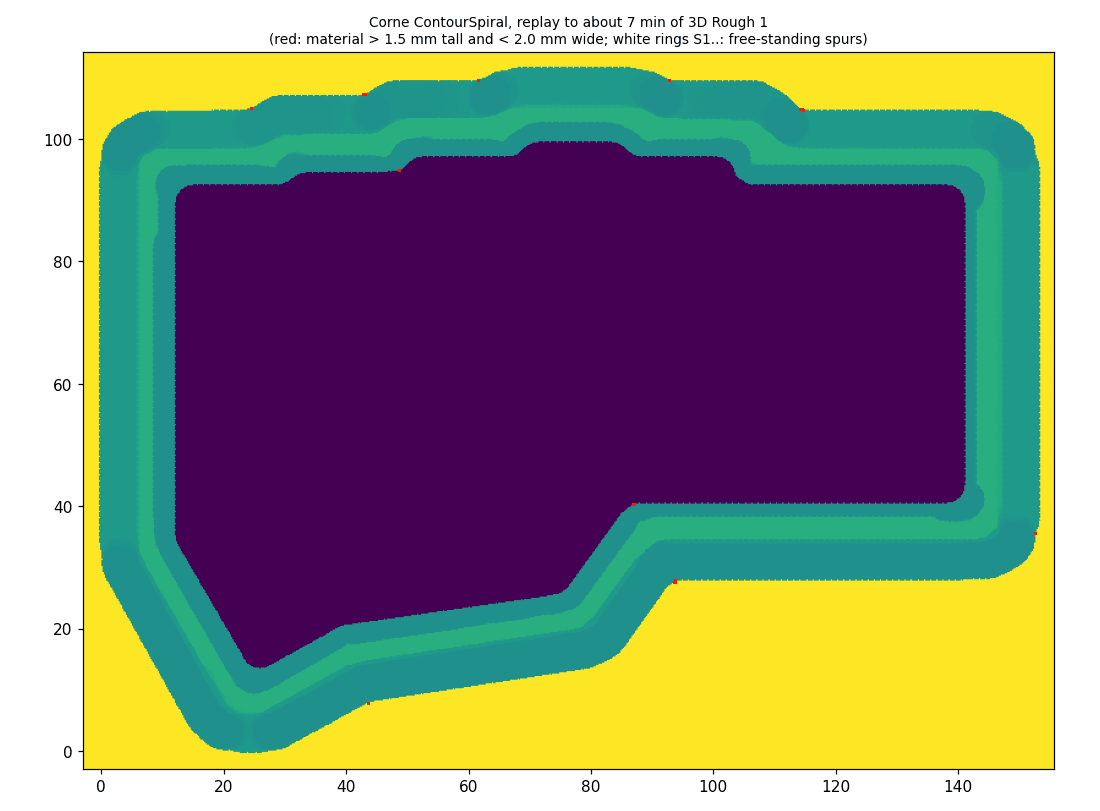 Corne ContourSpiral, replay to about 7 min of 3D Rough 1
(red: material > 1.5 mm tall and < 2.0 mm wide; white rings S1..: free-standing spurs)
100
80
60
40
20
0
0 20 40 60 80 100 120 140